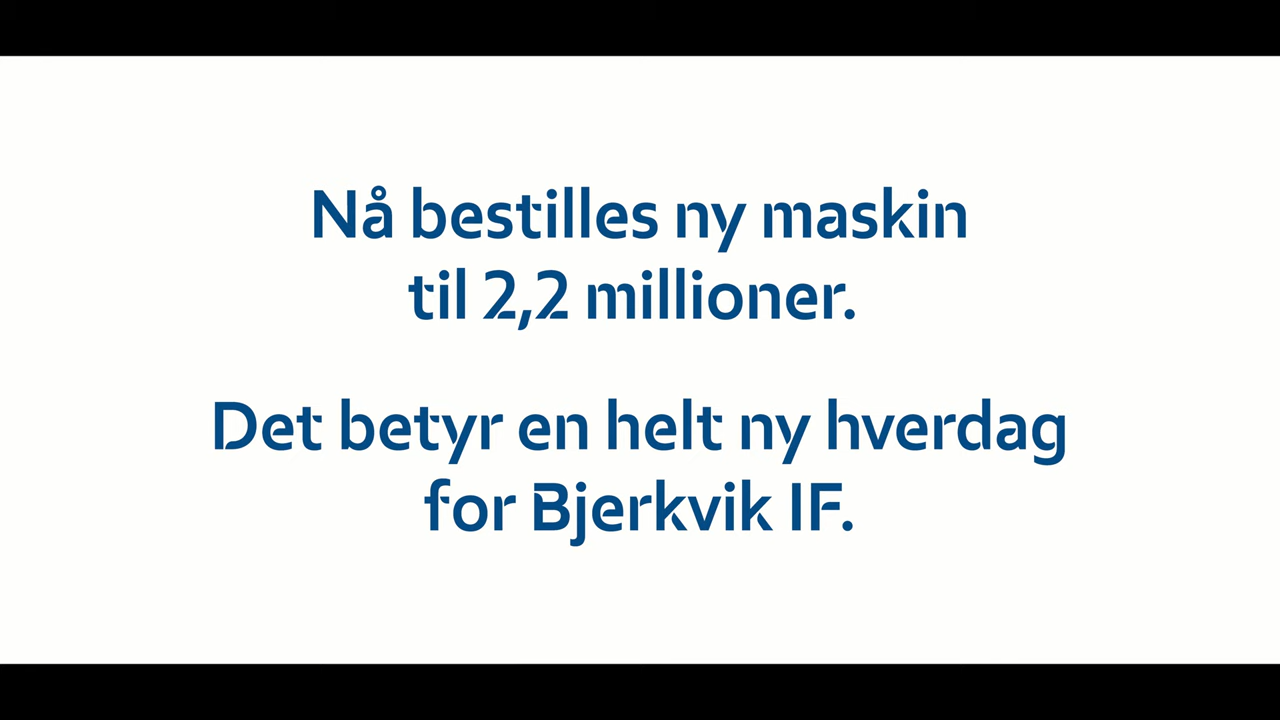 Nå bestilles ny maskin
til 2,2 millioner.
Det betyr en helt ny hverdag
for Bjerkvik IF.